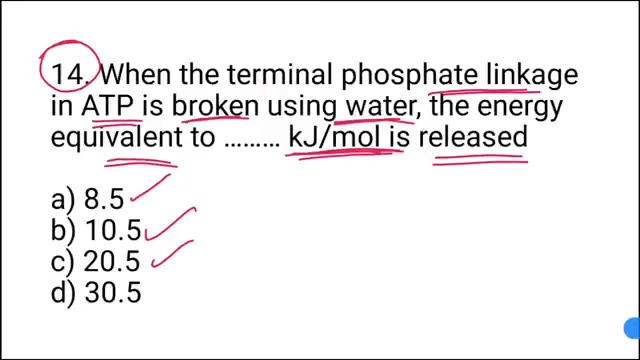 14. When the terminal phosphate linkage
in ATP is broken using water, the energy
equivalent to ......... kJ/mol is released
a) 8.5
b) 10.5
c) 20.5
d) 30.5